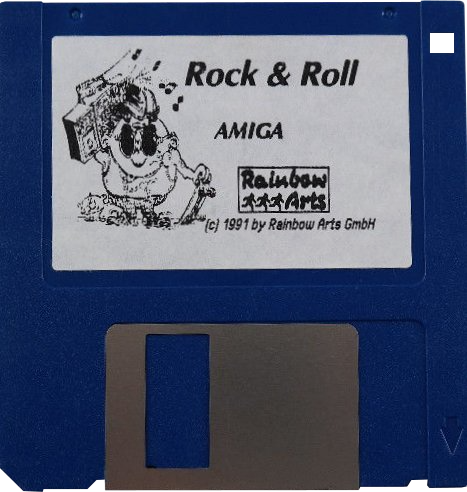 Rock & Roll
AMIGA
Rainbow
Arts
(c) 1991 by Rainbow Arts GmbH